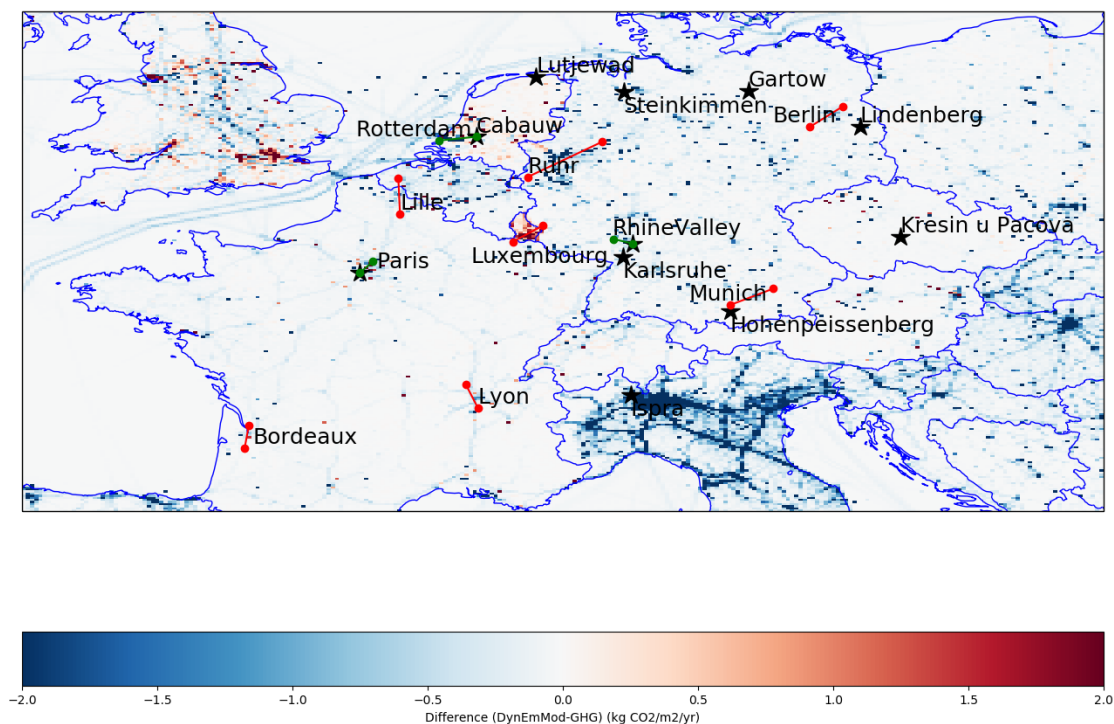 Lutjewad
Gartow
Steinkimmen
Berlin
Lindenberg
Rotterdam
Cabauw
Ruhr
Lille
RhineValley
Kresin u Pacova
Luxembourg
Karlsruhe
Paris
Munich
Hohenpeissenberg
Lyon
Ispra
Bordeaux
−2.0 −1.5 −1.0 −0.5 0.0 0.5 1.0 1.5 2.0
Difference (DynEmMod-GHG) (kg CO2/m2/yr)